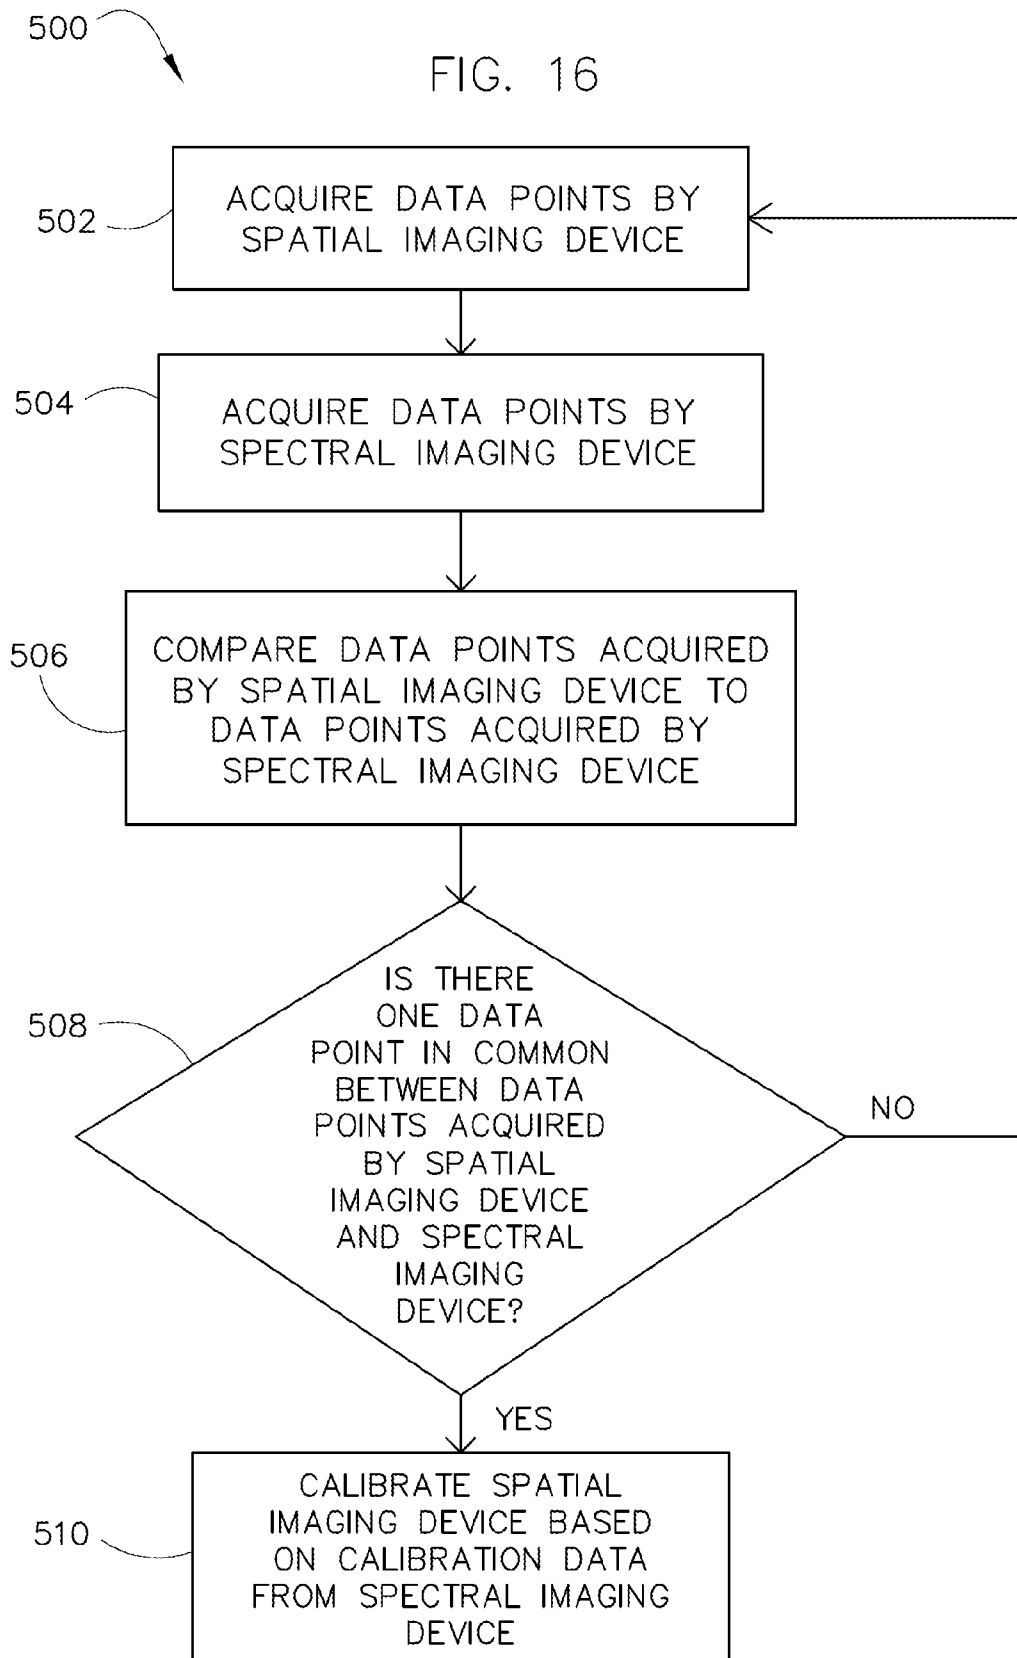 500
FIG. 16
502
ACQUIRE DATA POINTS BY
SPATIAL IMAGING DEVICE
504
ACQUIRE DATA POINTS BY
SPECTRAL IMAGING DEVICE
506
COMPARE DATA POINTS ACQUIRED
BY SPATIAL IMAGING DEVICE TO
DATA POINTS ACQUIRED BY
SPECTRAL IMAGING DEVICE
508
IS THERE
ONE DATA
POINT IN COMMON
BETWEEN DATA
POINTS ACQUIRED
BY SPATIAL
IMAGING DEVICE
AND SPECTRAL
IMAGING
DEVICE?
NO
YES
510
CALIBRATE SPATIAL
IMAGING DEVICE BASED
ON CALIBRATION DATA
FROM SPECTRAL IMAGING
DEVICE